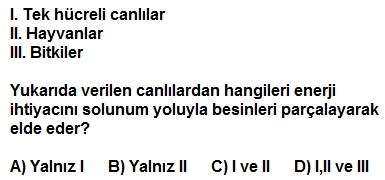 I. Tek hücreli canlılar
II. Hayvanlar
III. Bitkiler
Yukarıda verilen canlılardan hangileri enerji
ihtiyacını solunum yoluyla besinleri parçalayarak
elde eder?
A) Yalnız I B) Yalnız II C) I ve II D) I,II ve III